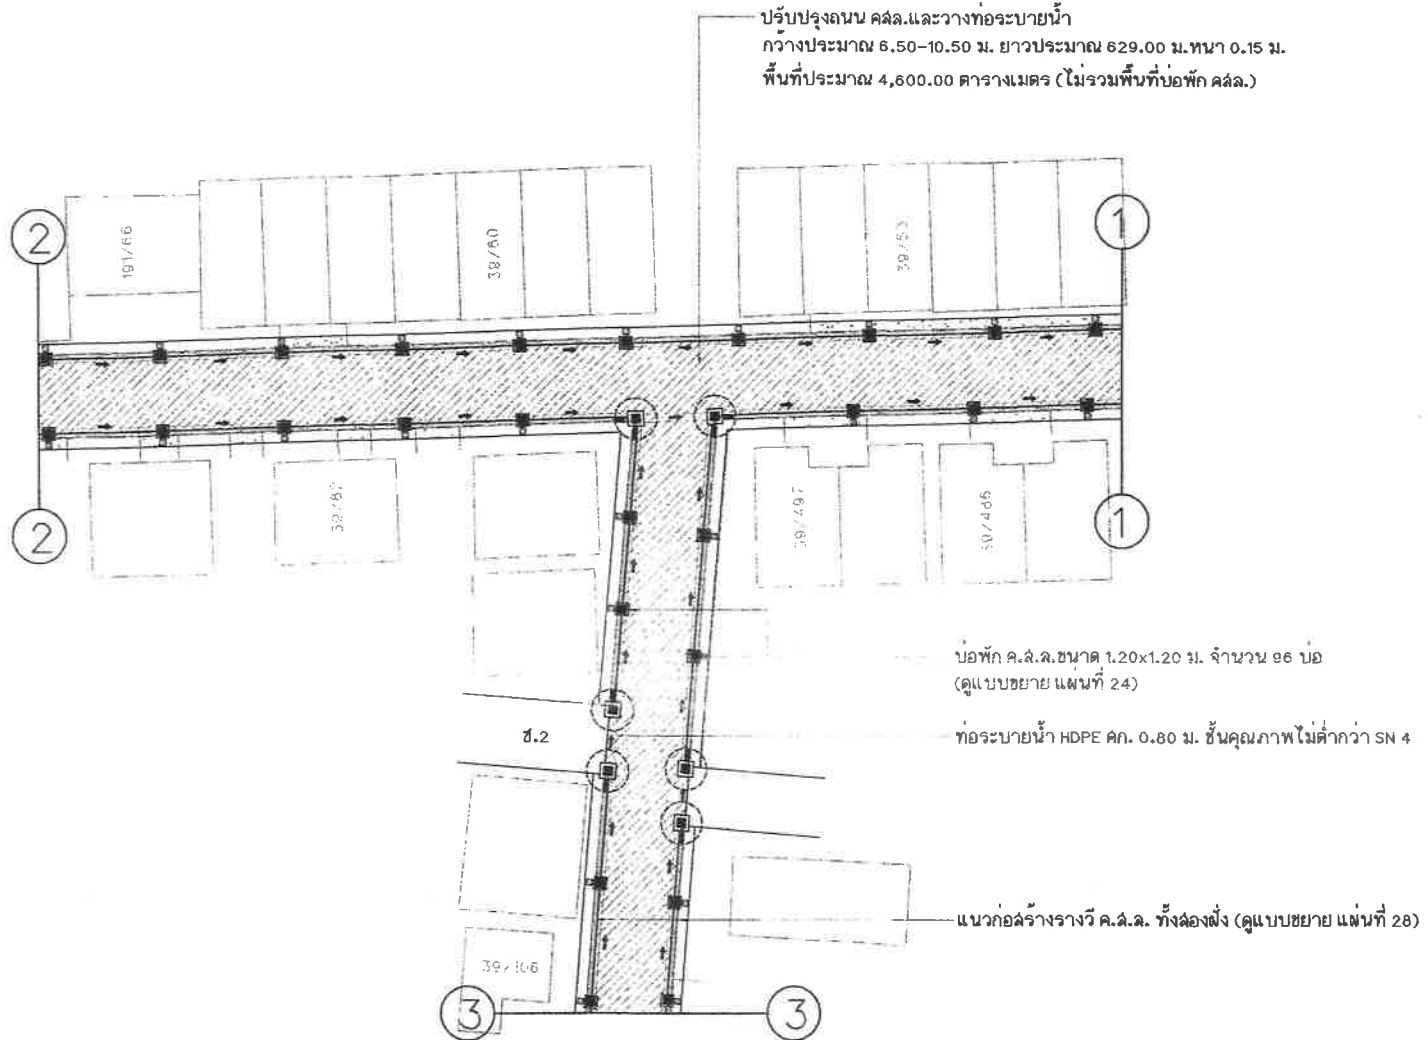 ปรับปรุงถนน คสล.และวางท่อระบายน้ำ
กว้างประมาณ 6.50-10.50 ม. ยาวประมาณ 629.00 ม.หนา 0.15 ม.
พื้นที่ประมาณ 4,600.00 ตารางเมตร (ไม่รวมพื้นที่บ่อพัก คสล.)
2
191/66
39/60
39/53
1
2
39/87
39/497
39/486
1
บ่อพัก ค.ส.ล.ขนาด 1.20x1.20 ม. จำนวน 96 บ่อ
(ดูแบบขยาย แผ่นที่ 24)
ซ.2
ท่อระบายน้ำ HDPE คก. 0.80 ม. ชั้นคุณภาพไม่ต่ำกว่า SN 4
แนวก่อสร้างรางวี ค.ส.ล. ทั้งสองฝั่ง (ดูแบบขยาย แผ่นที่ 28)
39/106
3
3